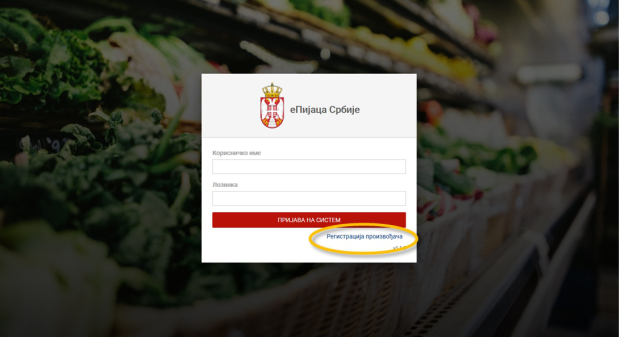 еПијаца Србије
Корисничко име
Лозинка
ПРИЈАВА НА СИСТЕМ
Регистрација произвођача